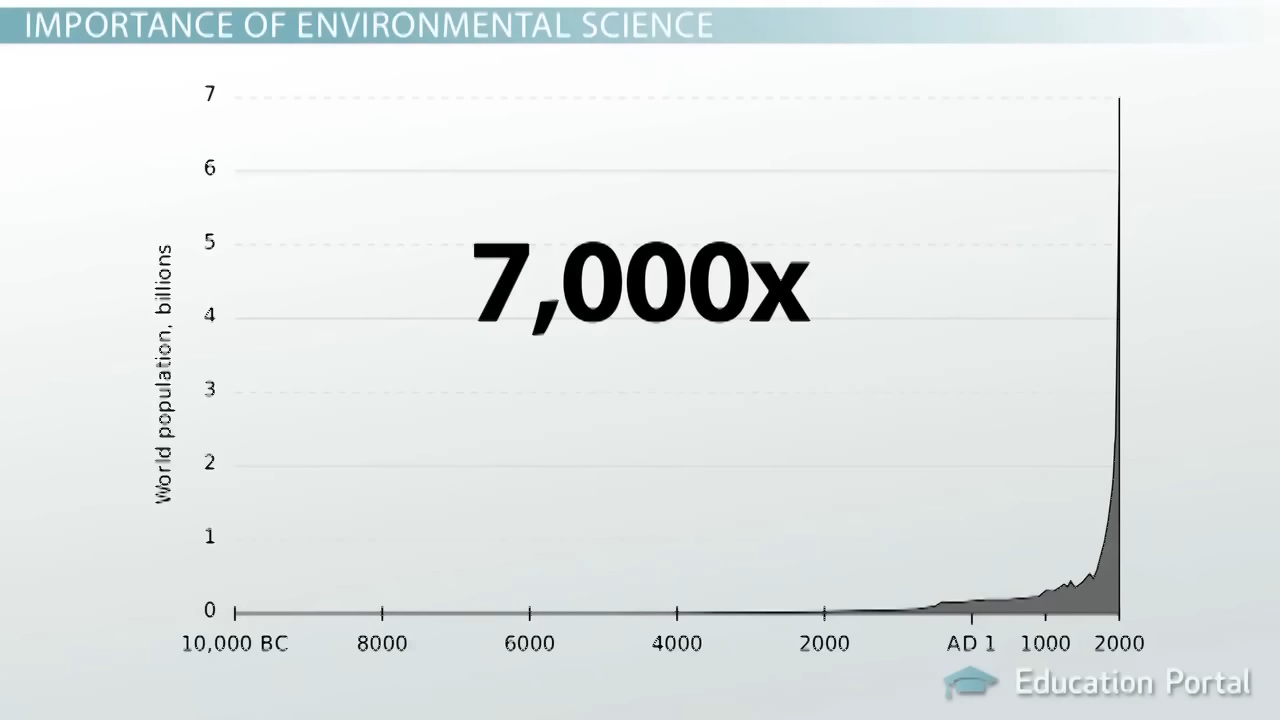 IMPORTANCE OF ENVIRONMENTAL SCIENCE
7
6
5
4
3
2
1
0
World population, billions
7,000x
10,000 BC 8000 6000 4000 2000 AD 1 1000 2000
Education Portal